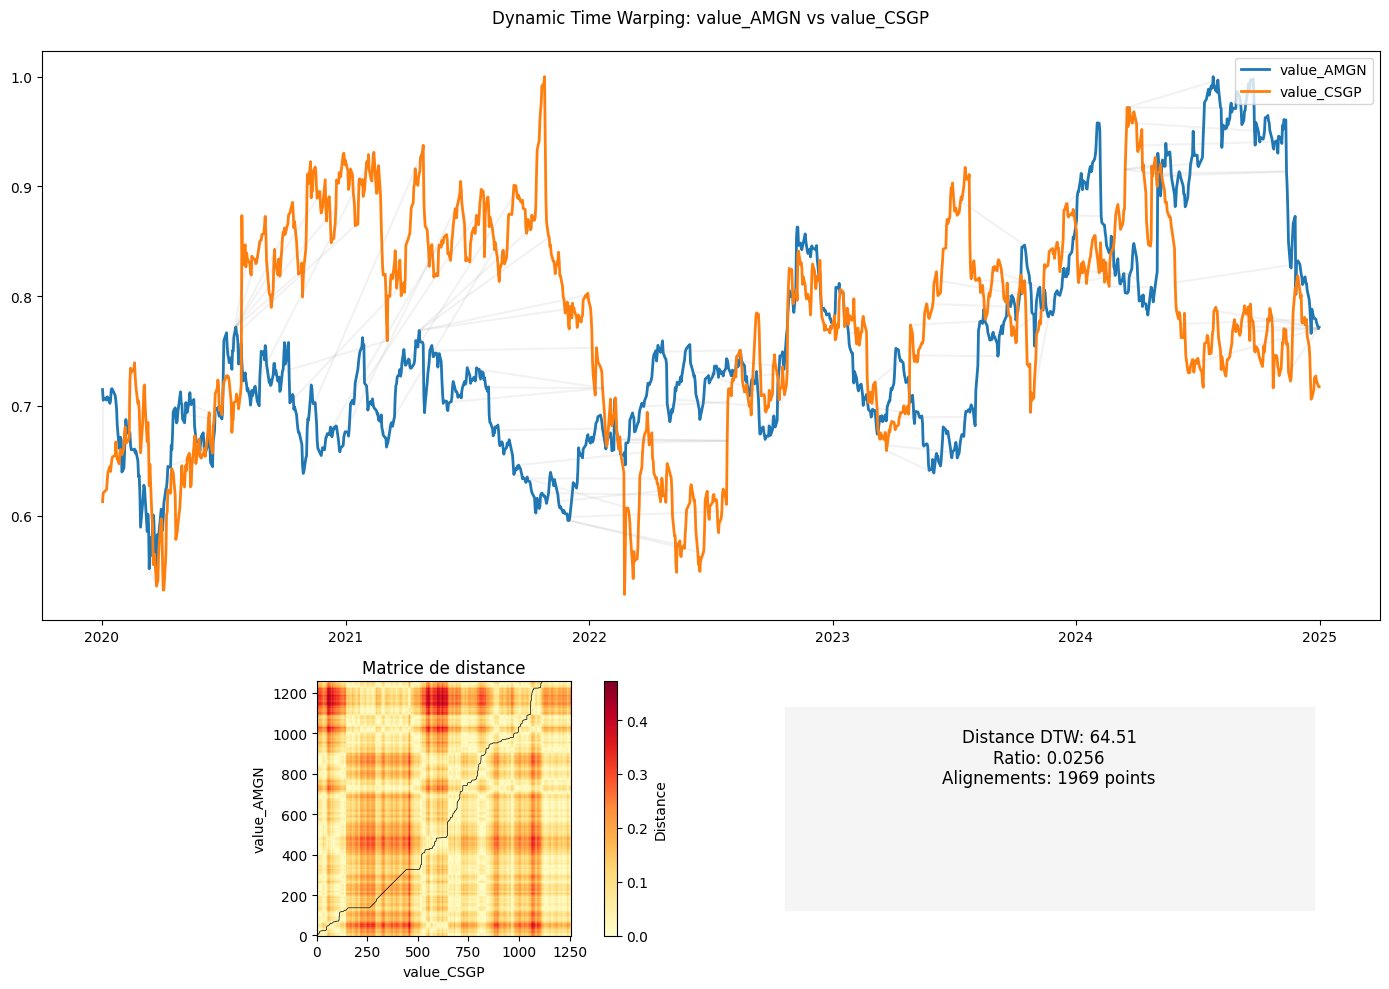 Dynamic Time Warping: value_AMGN vs value_CSGP
1.0
0.9
0.8
0.7
0.6
value_AMGN
value_CSGP
2020 2021 2022 2023 2024 2025
Matrice de distance
value_AMGN
1200
1000
800
600
400
200
0
0 250 500 750 1000 1250
value_CSGP
0.4
0.3
0.2
0.1
0.0
Distance
Distance DTW: 64.51
Ratio: 0.0256
Alignements: 1969 points